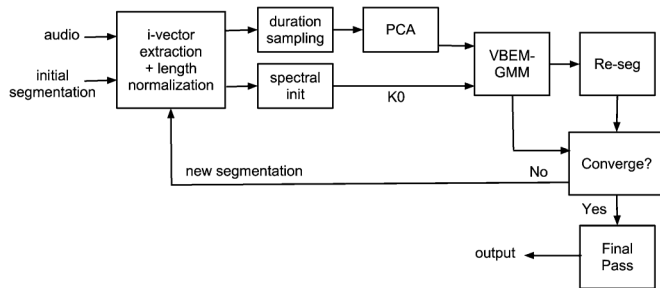 audio
initial
segmentation
i-vector
extraction
+ length
normalization
duration
sampling
PCA
spectral
init
K0
VBEM-
GMM
Re-seg
Converge?
No
new segmentation
Yes
Final
Pass
output